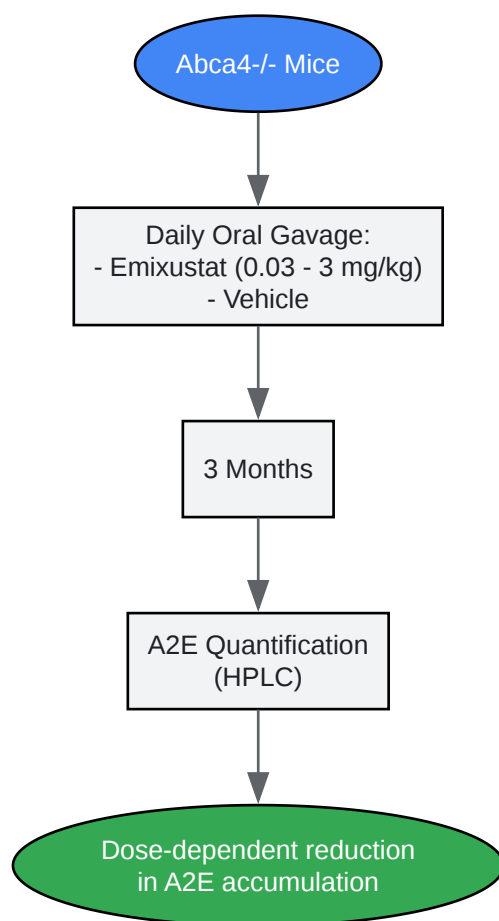 Abca4-/- Mice
Daily Oral Gavage:
- Emixustat (0.03 - 3 mg/kg)
- Vehicle
3 Months
A2E Quantification
(HPLC)
Dose-dependent reduction
in A2E accumulation